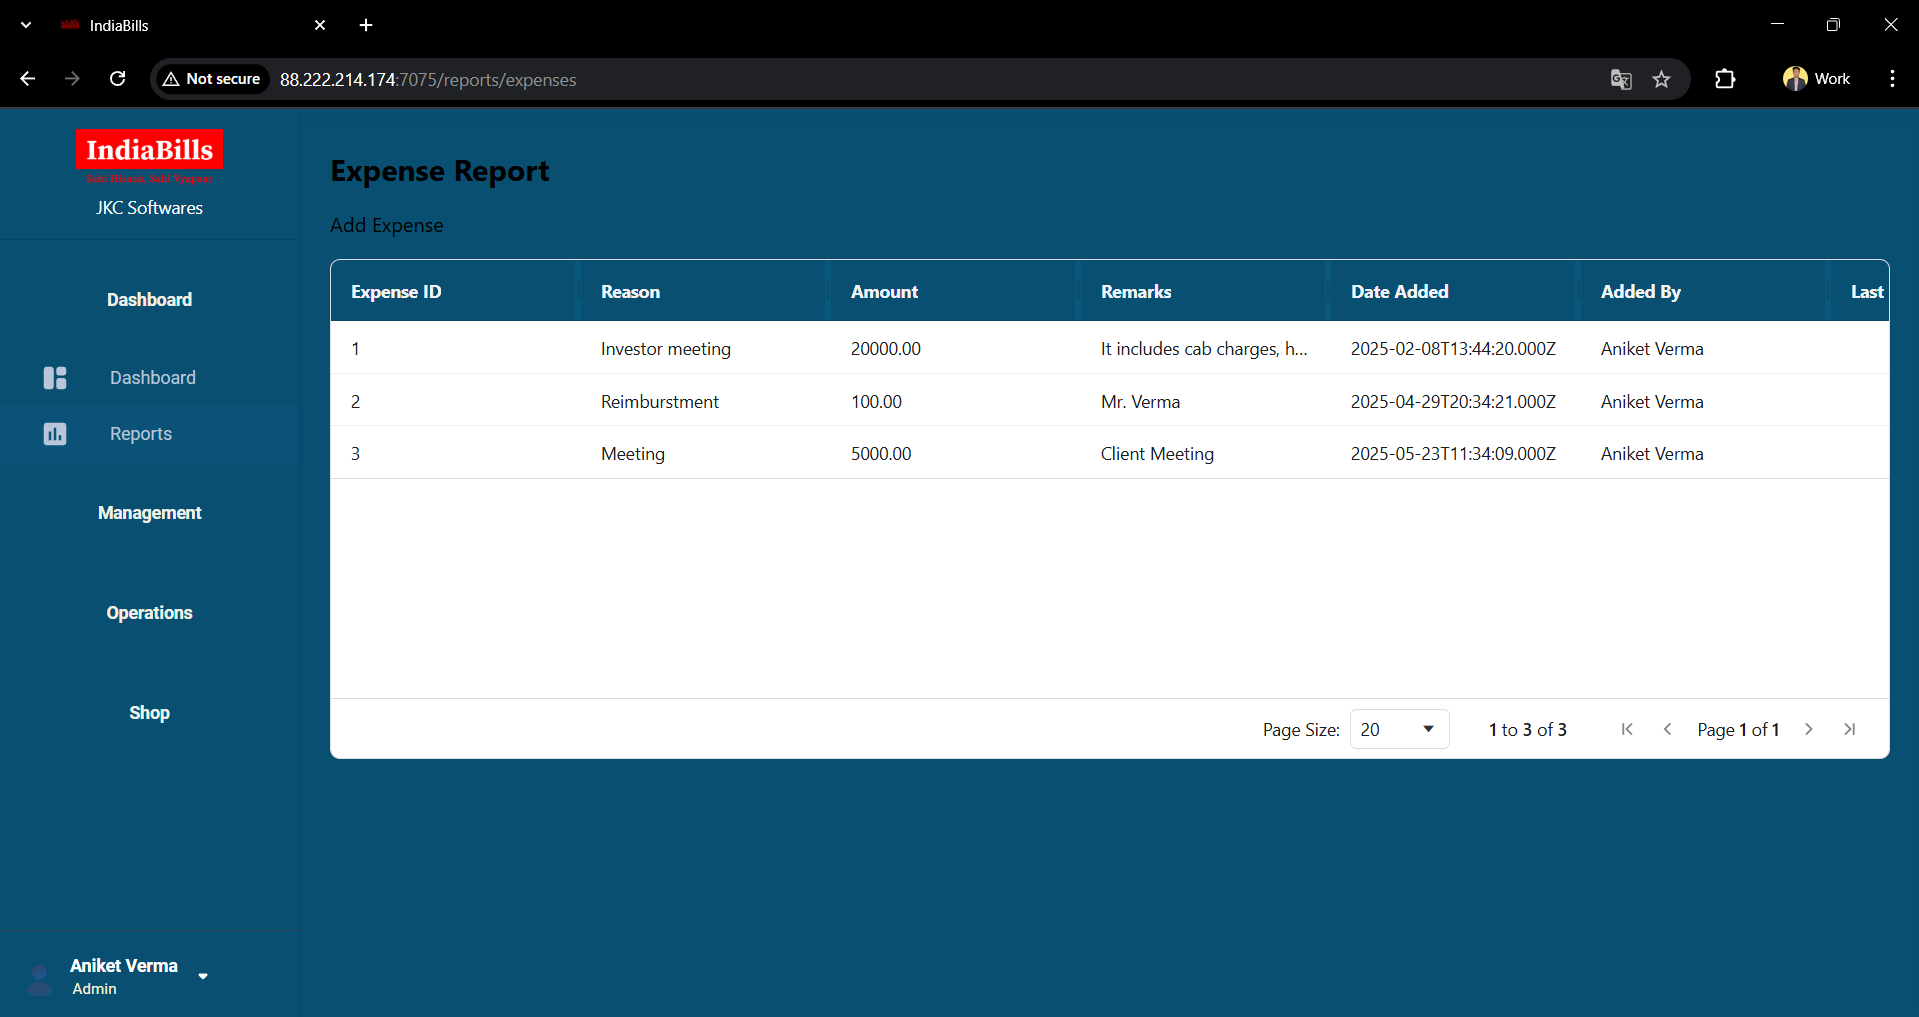 IndiaBills
Not secure
88.222.214.174:7075/reports/expenses
Work
IndiaBills
Sahi Hisaab, Sahi Vyapaar
JKC Softwares
Dashboard
Dashboard
Reports
Management
Operations
Shop
Aniket Verma
Admin
Expense Report
Add Expense
Expense ID Reason Amount Remarks Date Added Added By Last
1 Investor meeting 20000.00 It includes cab charges, h... 2025-02-08T13:44:20.000Z Aniket Verma
2 Reimburstment 100.00 Mr. Verma 2025-04-29T20:34:21.000Z Aniket Verma
3 Meeting 5000.00 Client Meeting 2025-05-23T11:34:09.000Z Aniket Verma
Page Size: 20 1 to 3 of 3 Page 1 of 1